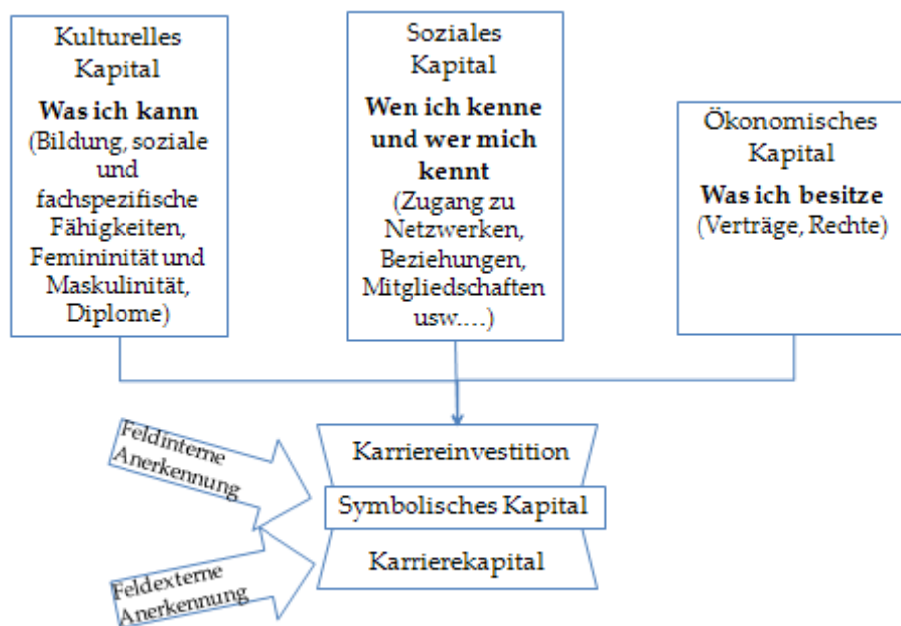 Kulturelles
Kapital
Was ich kann
(Bildung, soziale
und
fachspezifische
Fähigkeiten,
Femininität und
Maskulinität,
Diplome)
Soziales
Kapital
Wen ich kenne
und wer mich
kennt
(Zugang zu
Netzwerken,
Beziehungen,
Mitgliedschaften
usw.…)
Ökonomisches
Kapital
Was ich besitze
(Verträge, Rechte)
Feldinterne
Anerkennung
Karriereinvestition
Symbolisches Kapital
Karrierekapital
Feldexterne
Anerkennung